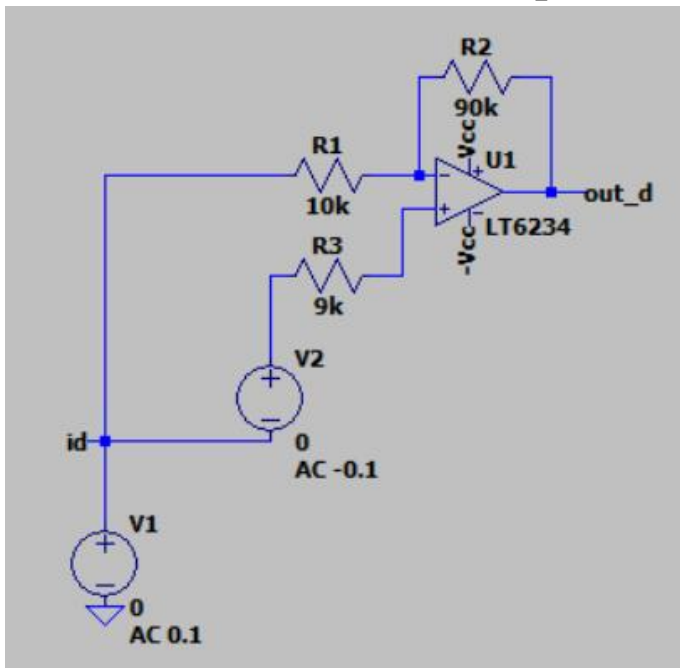 R2
90k
Vcc
U1
R1
10k
- + + -
out_d
LT6234
-Vcc
R3
9k
V2
+
-
id
0
AC -0.1
V1
+
-
0
AC 0.1